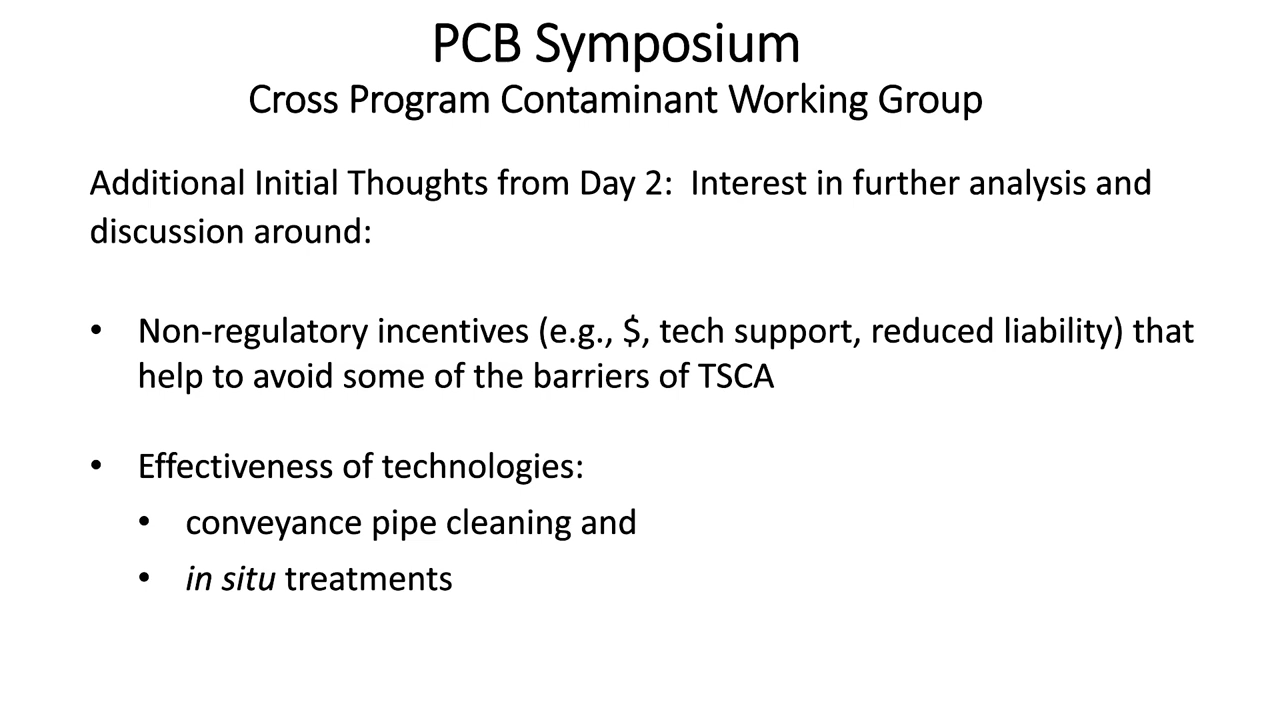 PCB Symposium
Cross Program Contaminant Working Group
Additional Initial Thoughts from Day 2:  Interest in further analysis and
discussion around:
• Non-regulatory incentives (e.g., $, tech support, reduced liability) that
help to avoid some of the barriers of TSCA
• Effectiveness of technologies:
• conveyance pipe cleaning and
• in situ treatments